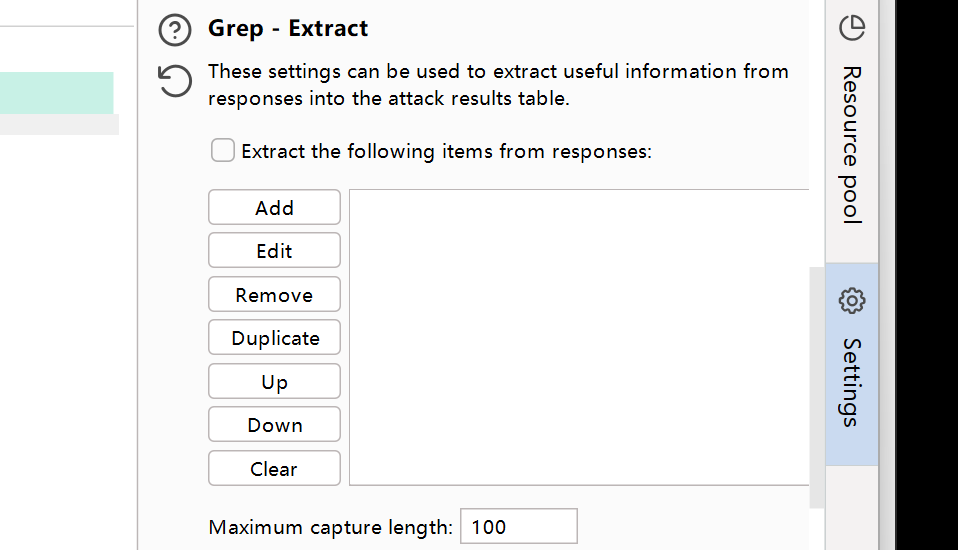 Grep - Extract
These settings can be used to extract useful information from
responses into the attack results table.
Extract the following items from responses:
Add
Edit
Remove
Duplicate
Up
Down
Clear
Maximum capture length: 100
Resource pool
Settings